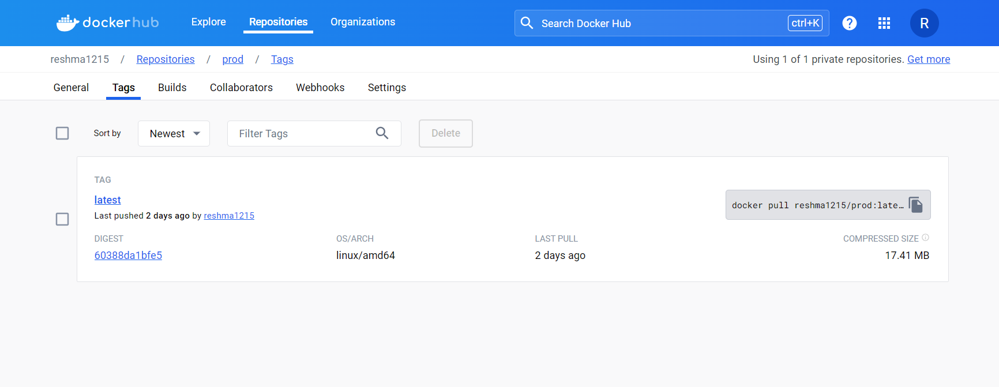 dockerhub Explore Repositories Organizations Search Docker Hub ctrl+K ? R
reshma1215 / Repositories / prod / Tags Using 1 of 1 private repositories. Get more
General Tags Builds Collaborators Webhooks Settings
Sort by Newest Filter Tags Delete
TAG
latest
docker pull reshma1215/prod:late…
Last pushed 2 days ago by reshma1215
DIGEST OS/ARCH LAST PULL COMPRESSED SIZE
60388da1bfe5 linux/amd64 2 days ago 17.41 MB